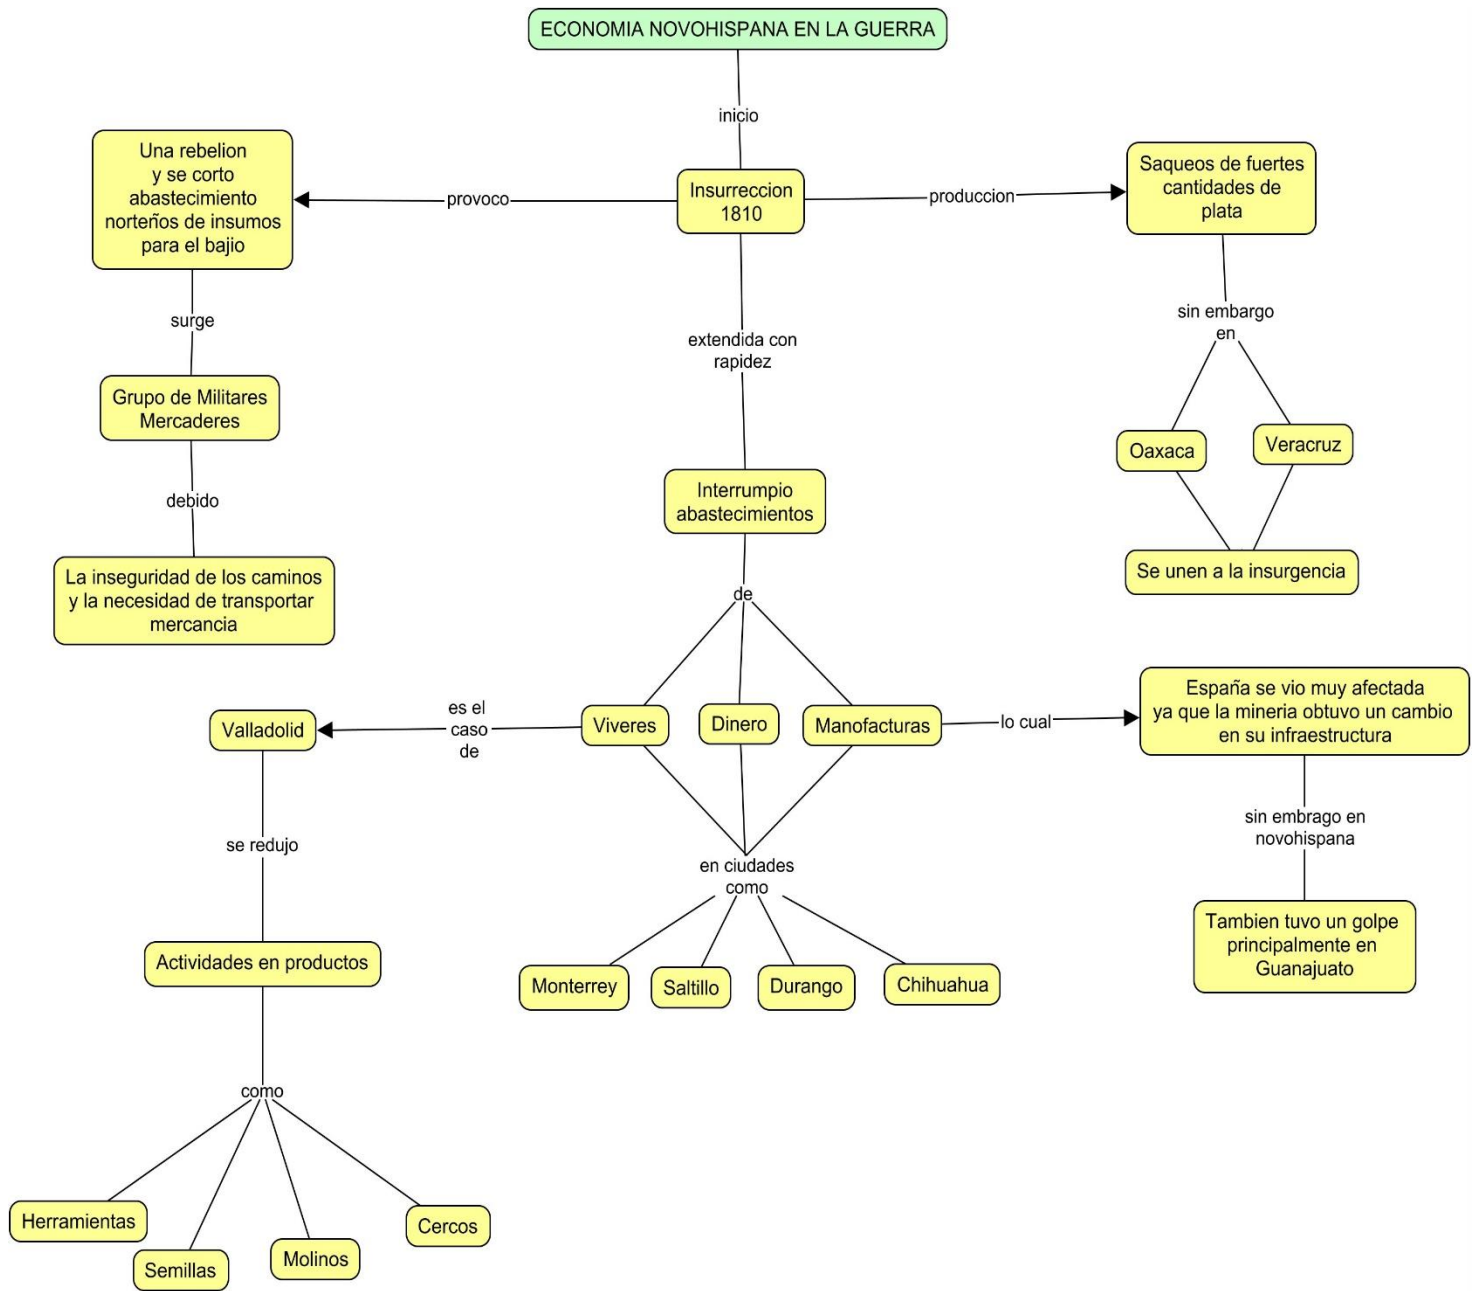 ECONOMIA NOVOHISPANA EN LA GUERRA
inicio
Una rebelion
y se corto
abastecimiento
norteños de insumos
para el bajio
provoco
Insurreccion
1810
produccion
Saqueos de fuertes
cantidades de
plata
surge
extendida con
rapidez
sin embargo
en
Grupo de Militares
Mercaderes
Oaxaca
Veracruz
debido
Interrumpio
abastecimientos
Se unen a la insurgencia
La inseguridad de los caminos
y la necesidad de transportar
mercancia
de
Valladolid
es el
caso
de
Viveres
Dinero
Manofacturas
lo cual
España se vio muy afectada
ya que la mineria obtuvo un cambio
en su infraestructura
se redujo
en ciudades
como
sin embrago en
novohispana
Actividades en productos
Monterrey
Saltillo
Durango
Chihuahua
Tambien tuvo un golpe
principalmente en
Guanajuato
como
Herramientas
Semillas
Molinos
Cercos